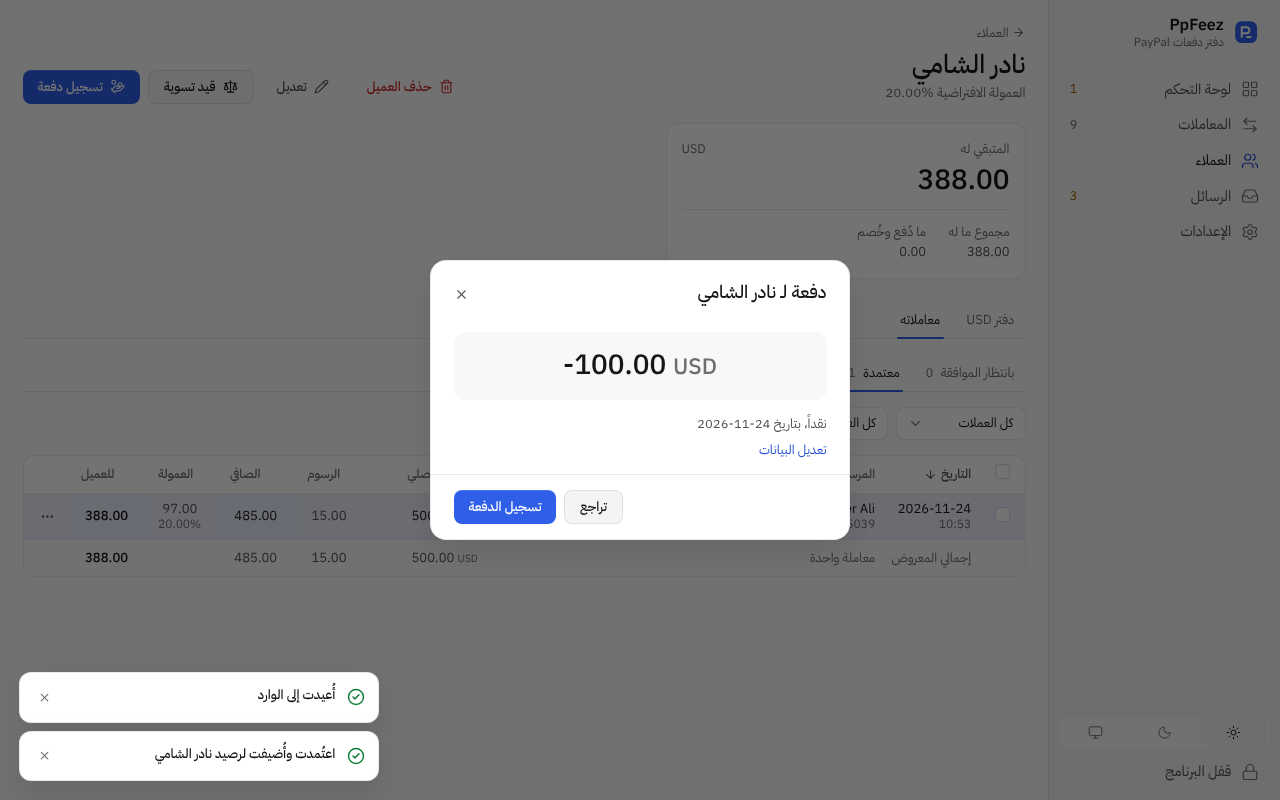 PpFeez
دفتر دفعات PayPal
لوحة التحكم 1
المعاملات 9
العملاء
الرسائل 3
الإعدادات
قفل البرنامج
العملاء
نادر الشامي
العمولة الافتراضية 20.00%
حذف العميل
تعديل
قيد تسوية
تسجيل دفعة
المتبقي له USD
388.00
مجموع ما له ما دُفع وخُصم
388.00 0.00
دفتر USD معاملاته
بانتظار الموافقة 0 معتمدة 1
كل العملات
التاريخ الرسوم الصافي العمولة للعميل
2026-11-24 15.00 485.00 97.00 388.00
10:53 20.00%
إجمالي المعروض معاملة واحدة 500.00 USD 15.00 485.00 388.00
دفعة لـ نادر الشامي
-100.00 USD
نقداً، بتاريخ 24-11-2026
تعديل البيانات
تراجع
تسجيل الدفعة
أُعيدت إلى الوارد
اعتُمدت وأُضيفت لرصيد نادر الشامي